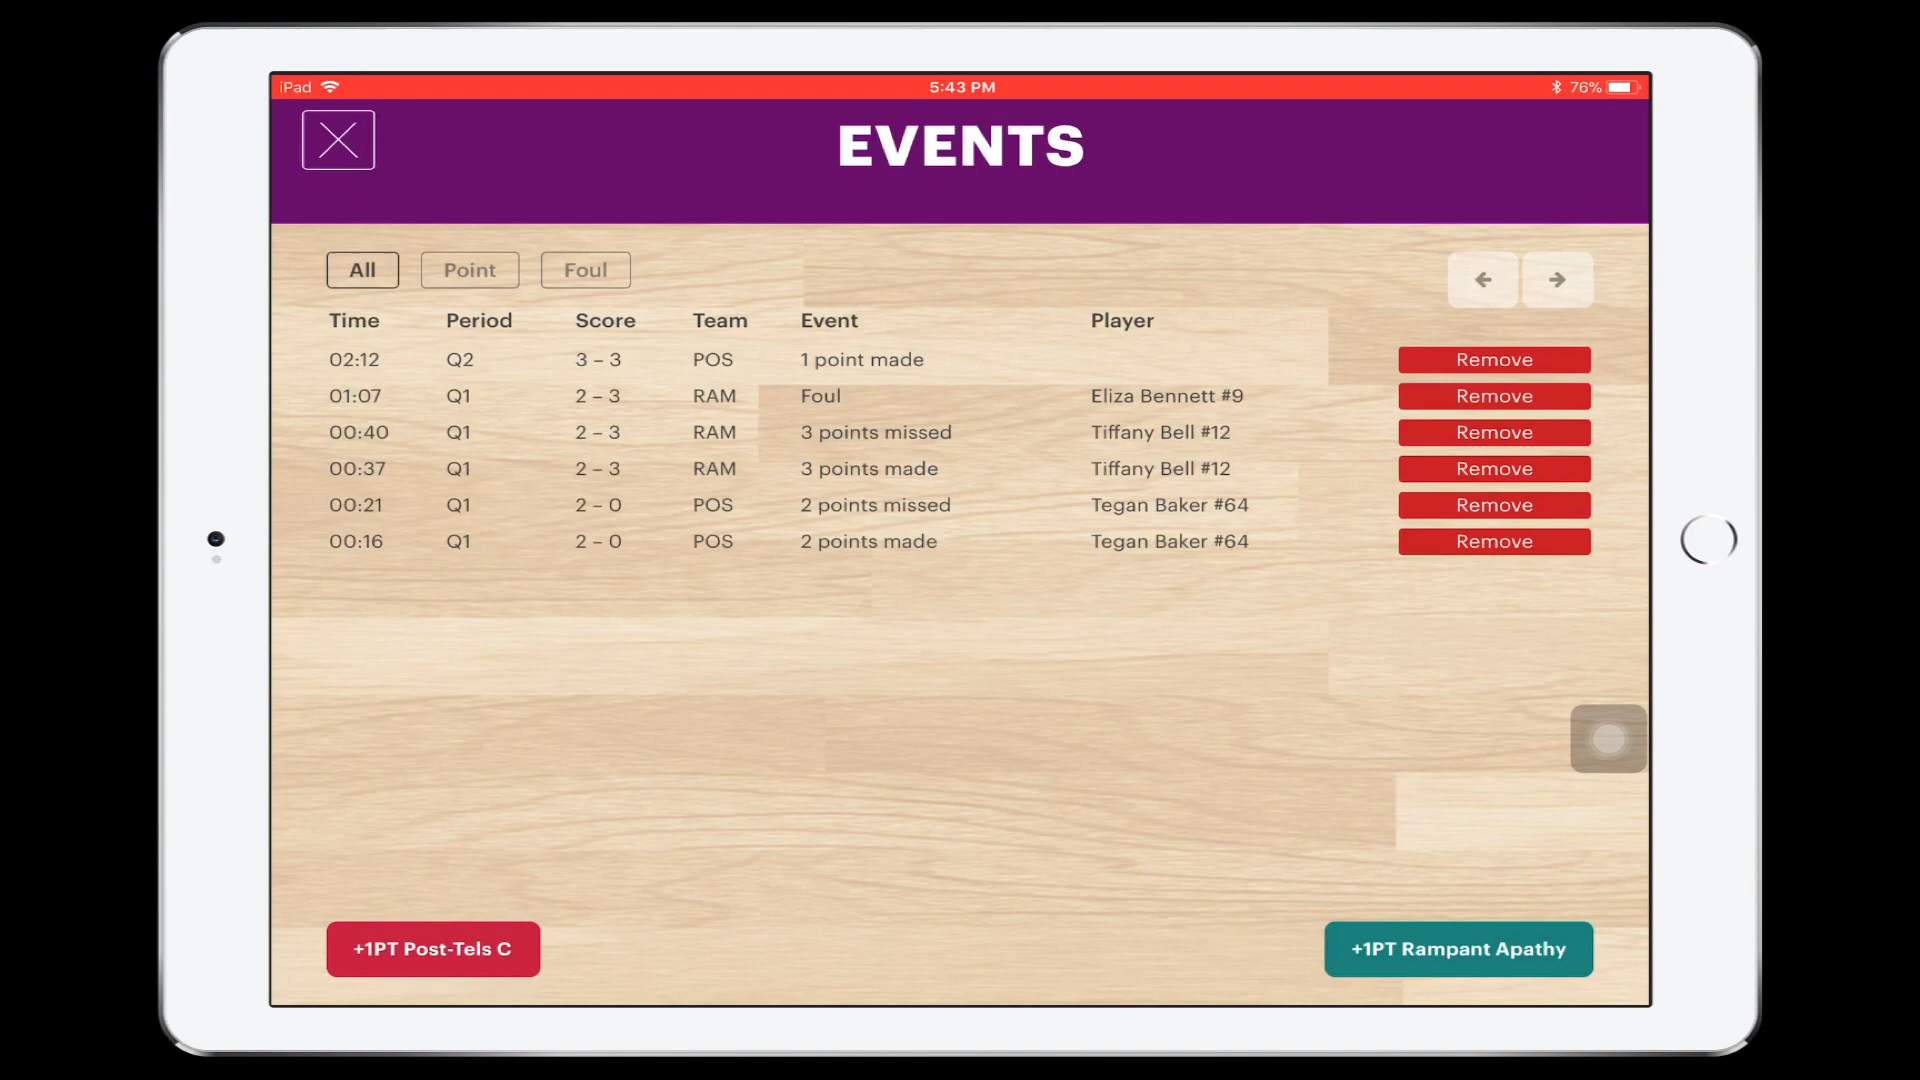 iPad 5:43 PM 76%
EVENTS
All Point Foul
Time Period Score Team Event Player
02:12 Q2 3 – 3 POS 1 point made Remove
01:07 Q1 2 – 3 RAM Foul Eliza Bennett #9 Remove
00:40 Q1 2 – 3 RAM 3 points missed Tiffany Bell #12 Remove
00:37 Q1 2 – 3 RAM 3 points made Tiffany Bell #12 Remove
00:21 Q1 2 – 0 POS 2 points missed Tegan Baker #64 Remove
00:16 Q1 2 – 0 POS 2 points made Tegan Baker #64 Remove
+1PT Post-Tels C +1PT Rampant Apathy